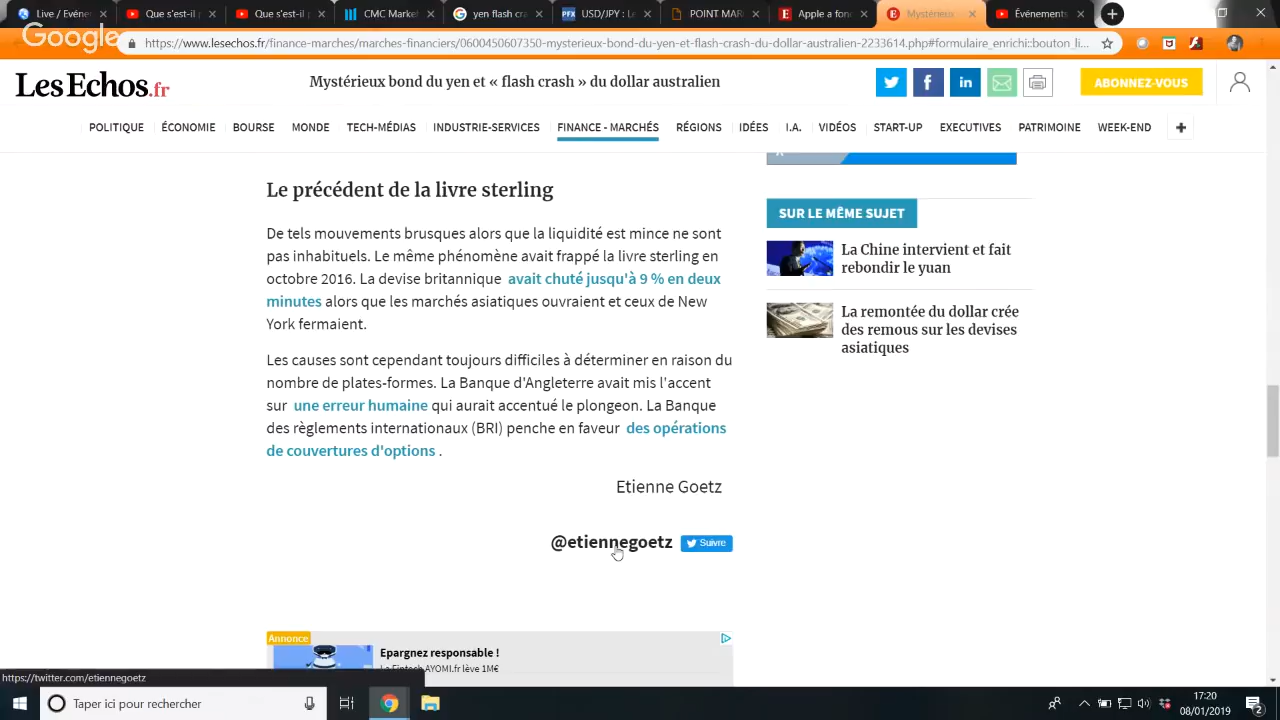 yen flash cra
USD/JPY : Le
POINT MAR
Apple a fon
Mystérieux
Événements
Google
https://www.lesechos.fr/finance-marches/marches-financiers/0600450607350-mysterieux-bond-du-yen-et-flash-crash-du-dollar-australien-2233614.php#formulaire_enrichi::bouton_li...
Les Echos.fr
Mystérieux bond du yen et « flash crash » du dollar australien
in
ABONNEZ-VOUS
POLITIQUE ÉCONOMIE BOURSE MONDE TECH-MÉDIAS INDUSTRIE-SERVICES FINANCE - MARCHÉS RÉGIONS IDÉES I.A. VIDÉOS START-UP EXECUTIVES PATRIMOINE WEEK-END +
Le précédent de la livre sterling
De tels mouvements brusques alors que la liquidité est mince ne sont
pas inhabituels. Le même phénomène avait frappé la livre sterling en
octobre 2016. La devise britannique avait chuté jusqu'à 9 % en deux
minutes alors que les marchés asiatiques ouvraient et ceux de New
York fermaient.
Les causes sont cependant toujours difficiles à déterminer en raison du
nombre de plates-formes. La Banque d'Angleterre avait mis l'accent
sur une erreur humaine qui aurait accentué le plongeon. La Banque
des règlements internationaux (BRI) penche en faveur des opérations
de couvertures d'options .
Etienne Goetz
@etiennegoetz Suivre
SUR LE MÊME SUJET
La Chine intervient et fait
rebondir le yuan
La remontée du dollar crée
des remous sur les devises
asiatiques
Annonce
Epargnez responsable !
La Fintech AYOMI.fr lève 1M€
https://twitter.com/etiennegoetz
Taper ici pour rechercher
17:20
08/01/2019
2